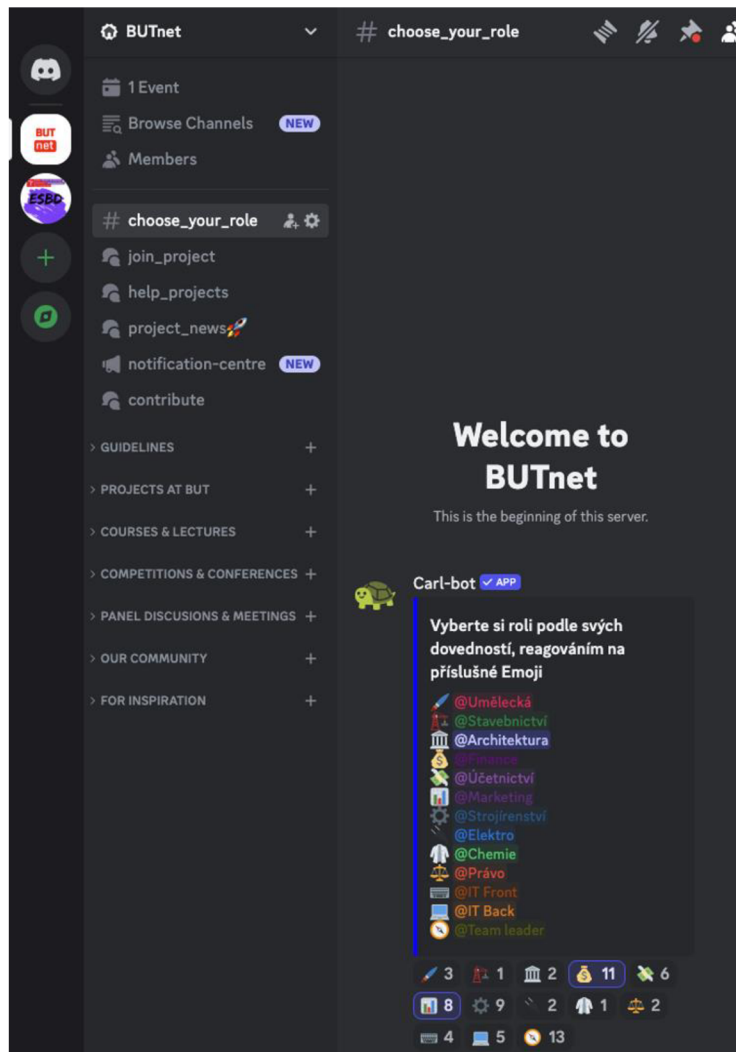 BUTnet
# choose_your_role
BUT
net
ESBD
1 Event
Browse Channels NEW
Members
# choose_your_role
join_project
help_projects
project_news🚀
notification-centre NEW
contribute
> GUIDELINES +
> PROJECTS AT BUT +
> COURSES & LECTURES +
> COMPETITIONS & CONFERENCES +
> PANEL DISCUSIONS & MEETINGS +
> OUR COMMUNITY +
> FOR INSPIRATION +
Welcome to
BUTnet
This is the beginning of this server.
Carl-bot ✓ APP
Vyberte si roli podle svých
dovedností, reagováním na
příslušné Emoji
🖌️ @Umělecká
🏗️ @Stavebnictví
🏛️ @Architektura
💰 @Finance
💸 @Účetnictví
📊 @Marketing
⚙️ @Strojírenství
🔌 @Elektro
🥼 @Chemie
⚖️ @Právo
⌨️ @IT Front
💻 @IT Back
🧭 @Team leader
🖌️ 3 🏗️ 1 🏛️ 2 💰 11 💸 6
📊 8 ⚙️ 9 🔌 2 🥼 1 ⚖️ 2
⌨️ 4 💻 5 🧭 13